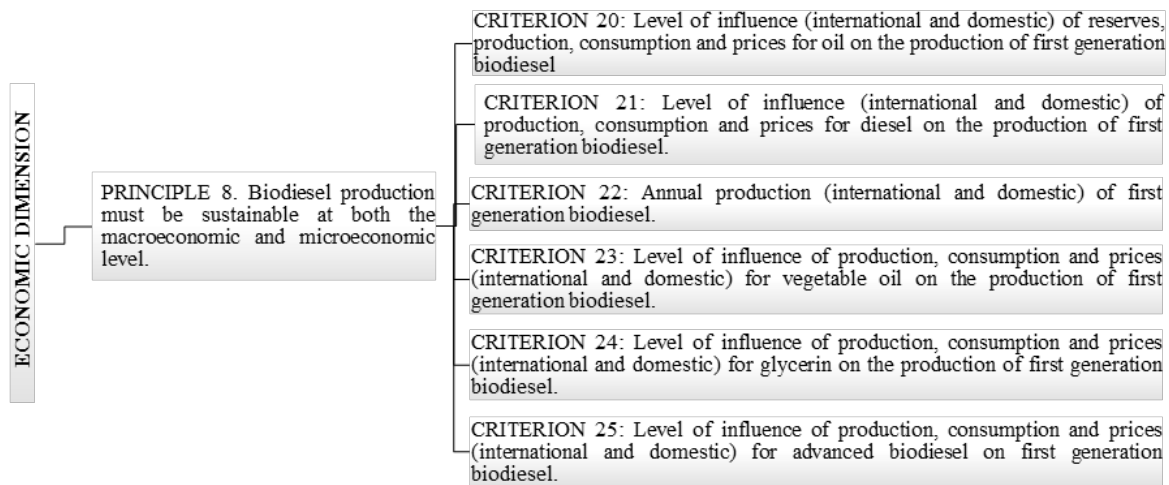 ECONOMIC DIMENSION
PRINCIPLE 8. Biodiesel production
must be sustainable at both the
macroeconomic and microeconomic
level.
CRITERION 20: Level of influence (international and domestic) of reserves,
production, consumption and prices for oil on the production of first generation
biodiesel
CRITERION 21: Level of influence (international and domestic) of
production, consumption and prices for diesel on the production of first
generation biodiesel.
CRITERION 22: Annual production (international and domestic) of first
generation biodiesel.
CRITERION 23: Level of influence of production, consumption and prices
(international and domestic) for vegetable oil on the production of first
generation biodiesel.
CRITERION 24: Level of influence of production, consumption and prices
(international and domestic) for glycerin on the production of first generation
biodiesel.
CRITERION 25: Level of influence of production, consumption and prices
(international and domestic) for advanced biodiesel on first generation
biodiesel.